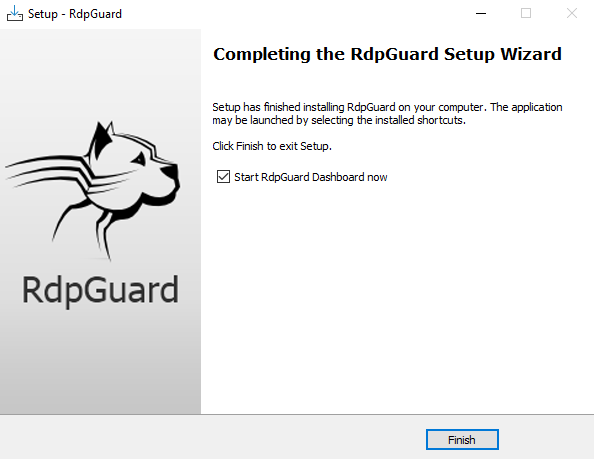 Setup - RdpGuard
Completing the RdpGuard Setup Wizard
Setup has finished installing RdpGuard on your computer. The application
may be launched by selecting the installed shortcuts.
Click Finish to exit Setup.
Start RdpGuard Dashboard now
RdpGuard
Finish